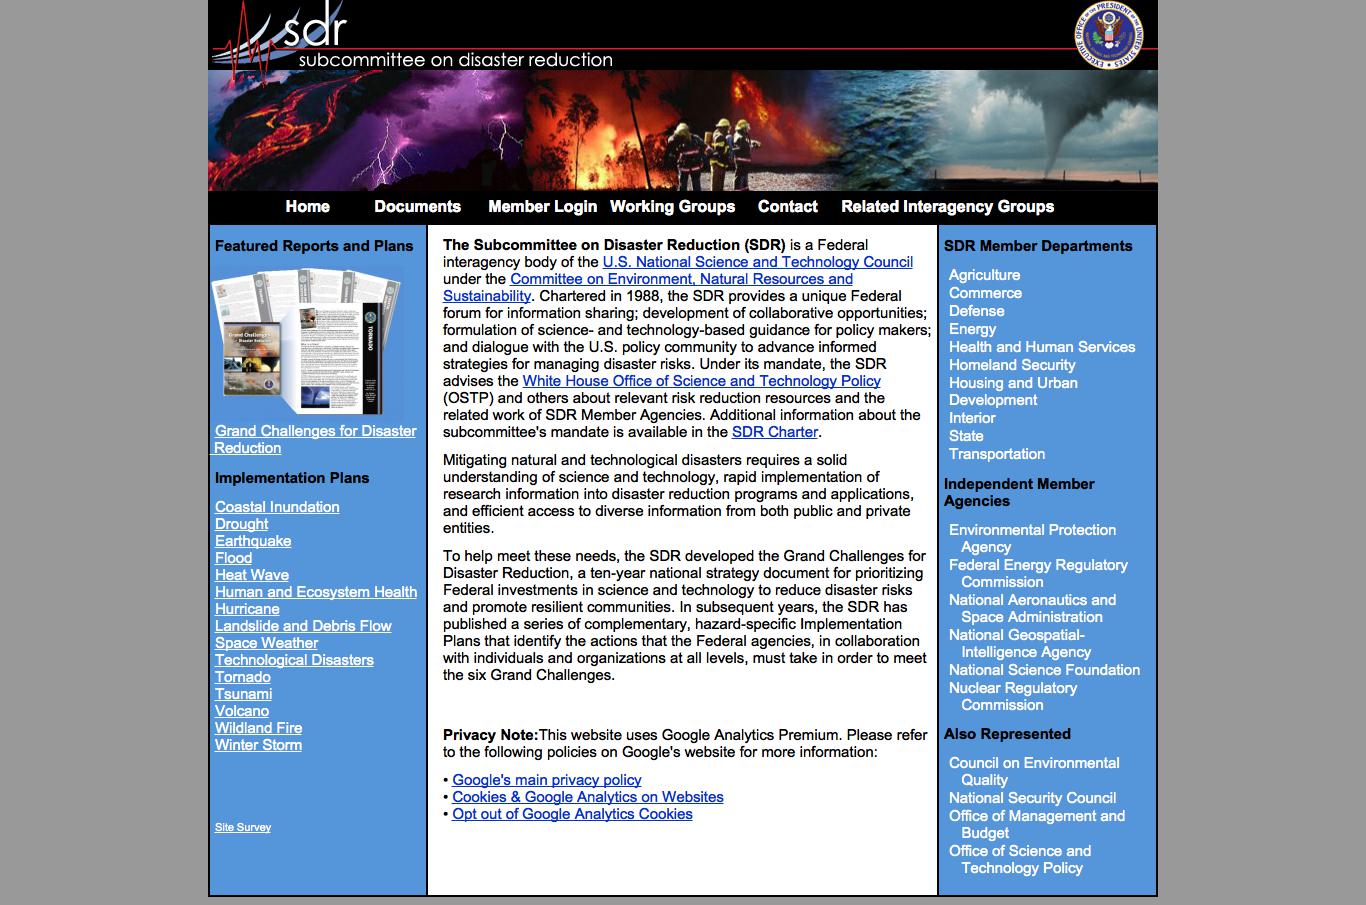 sdr
subcommittee on disaster reduction
Home
Documents
Member Login
Working Groups
Contact
Related Interagency Groups
Featured Reports and Plans
Grand Challenges for Disaster
Reduction
Implementation Plans
Coastal Inundation
Drought
Earthquake
Flood
Heat Wave
Human and Ecosystem Health
Hurricane
Landslide and Debris Flow
Space Weather
Technological Disasters
Tornado
Tsunami
Volcano
Wildland Fire
Winter Storm
Site Survey
The Subcommittee on Disaster Reduction (SDR) is a Federal
interagency body of the U.S. National Science and Technology Council
under the Committee on Environment, Natural Resources and
Sustainability. Chartered in 1988, the SDR provides a unique Federal
forum for information sharing; development of collaborative opportunities;
formulation of science- and technology-based guidance for policy makers;
and dialogue with the U.S. policy community to advance informed
strategies for managing disaster risks. Under its mandate, the SDR
advises the White House Office of Science and Technology Policy
(OSTP) and others about relevant risk reduction resources and the
related work of SDR Member Agencies. Additional information about the
subcommittee's mandate is available in the SDR Charter.
Mitigating natural and technological disasters requires a solid
understanding of science and technology, rapid implementation of
research information into disaster reduction programs and applications,
and efficient access to diverse information from both public and private
entities.
To help meet these needs, the SDR developed the Grand Challenges for
Disaster Reduction, a ten-year national strategy document for prioritizing
Federal investments in science and technology to reduce disaster risks
and promote resilient communities. In subsequent years, the SDR has
published a series of complementary, hazard-specific Implementation
Plans that identify the actions that the Federal agencies, in collaboration
with individuals and organizations at all levels, must take in order to meet
the six Grand Challenges.
Privacy Note:This website uses Google Analytics Premium. Please refer
to the following policies on Google's website for more information:
• Google's main privacy policy
• Cookies & Google Analytics on Websites
• Opt out of Google Analytics Cookies
SDR Member Departments
Agriculture
Commerce
Defense
Energy
Health and Human Services
Homeland Security
Housing and Urban
Development
Interior
State
Transportation
Independent Member
Agencies
Environmental Protection
Agency
Federal Energy Regulatory
Commission
National Aeronautics and
Space Administration
National Geospatial-
Intelligence Agency
National Science Foundation
Nuclear Regulatory
Commission
Also Represented
Council on Environmental
Quality
National Security Council
Office of Management and
Budget
Office of Science and
Technology Policy